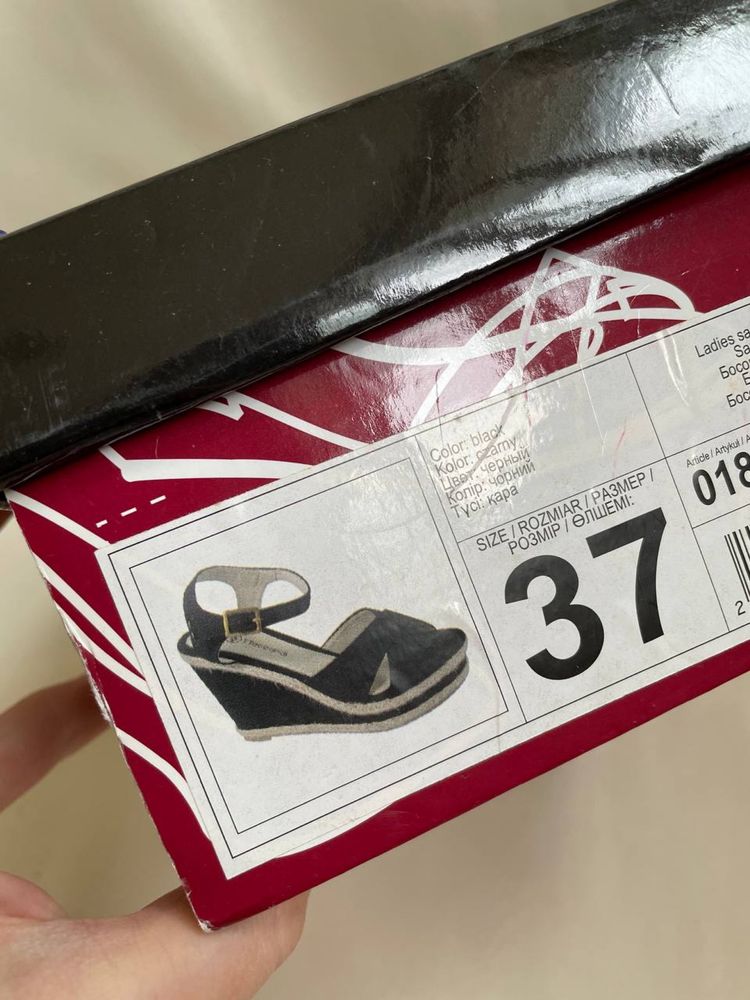 Color: black
Kolor: czarny
Цвет: черный
Колір: чорний
Түсі: кара
SIZE / ROZMIAR / РАЗМЕР /
РОЗМІР / ӨЛШЕМІ:
37
Ladies sa
Sa
Босо
Б
Бос
Article / Artykuł / А
018
2